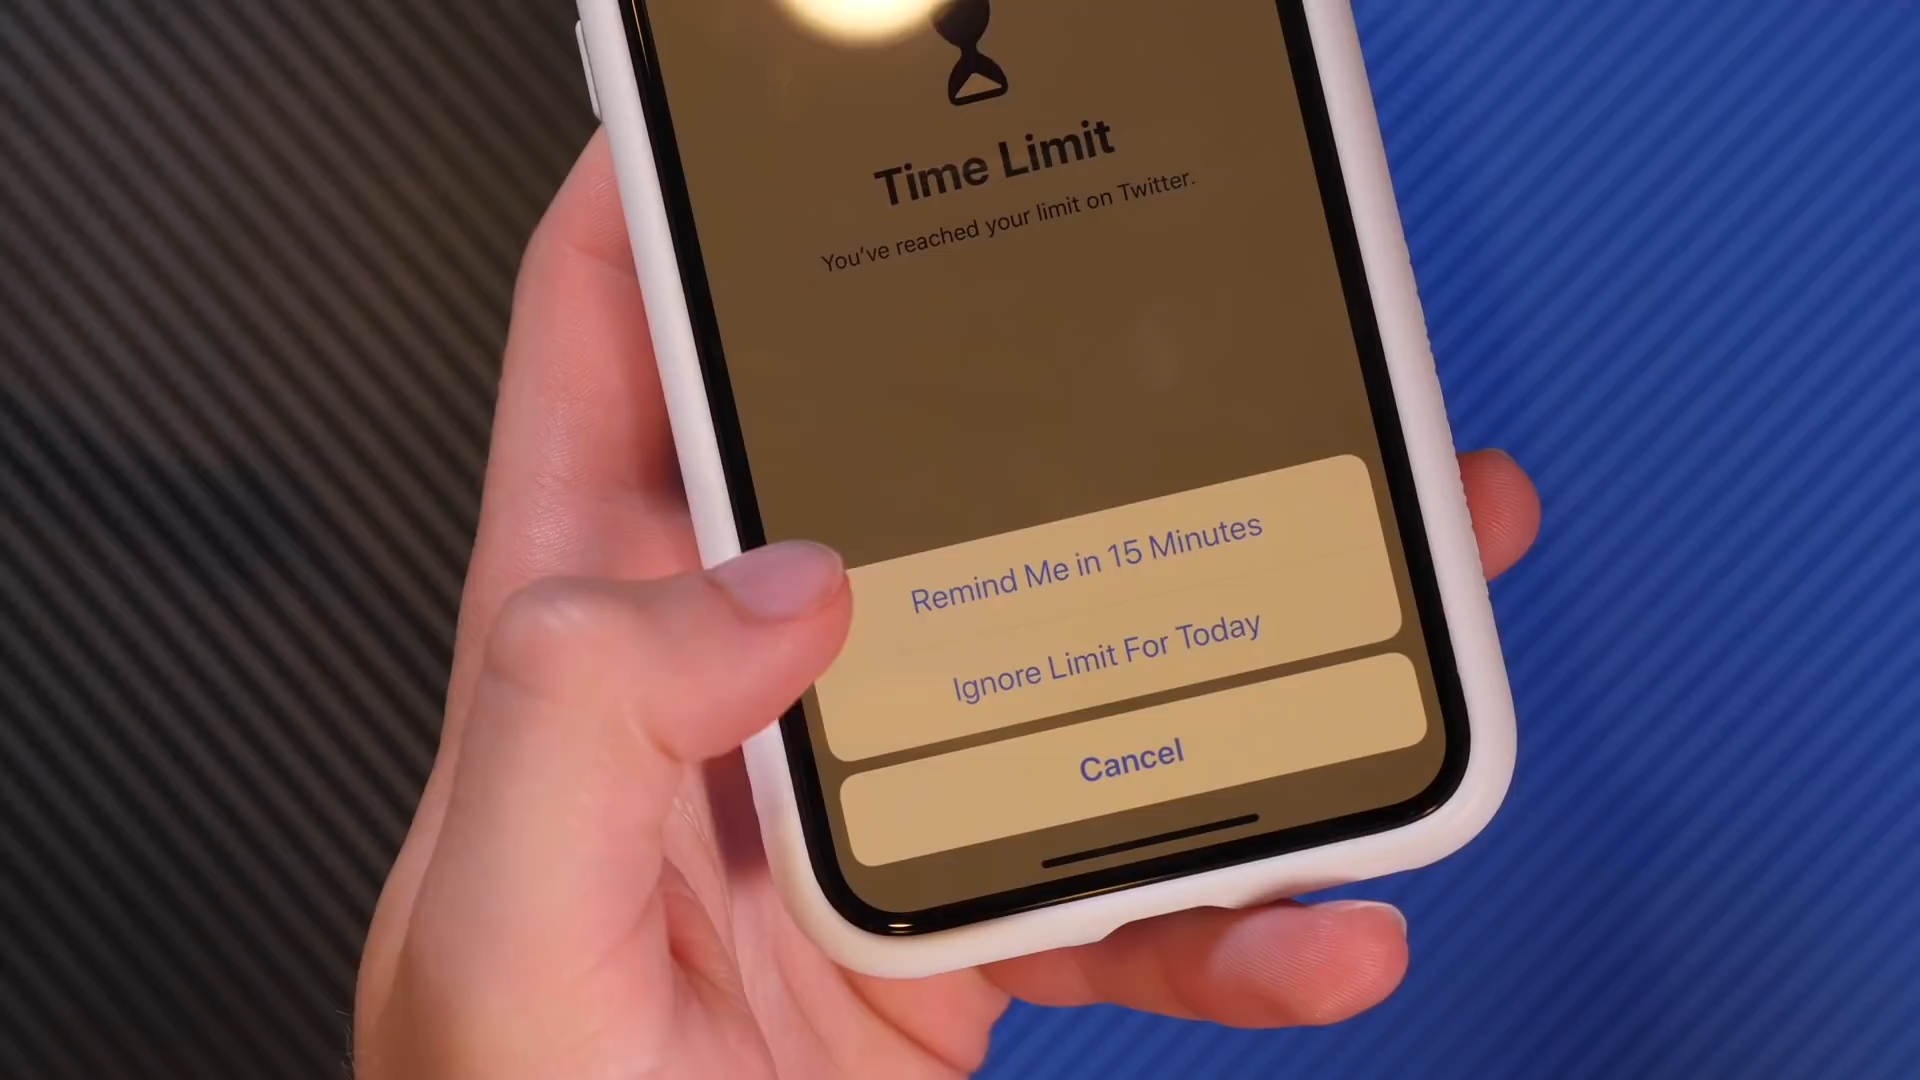 Time Limit
You've reached your limit on Twitter.
Remind Me in 15 Minutes
Ignore Limit For Today
Cancel